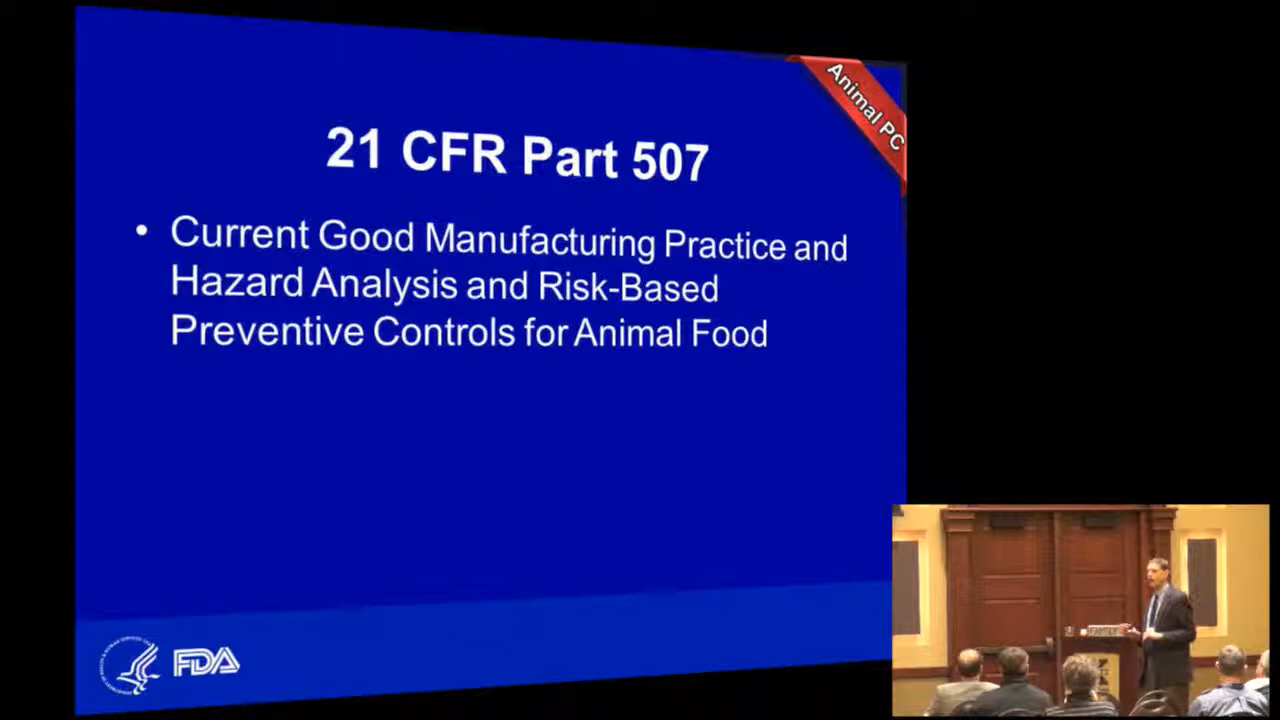 Animal PC
21 CFR Part 507
• Current Good Manufacturing Practice and
Hazard Analysis and Risk-Based
Preventive Controls for Animal Food
FDA